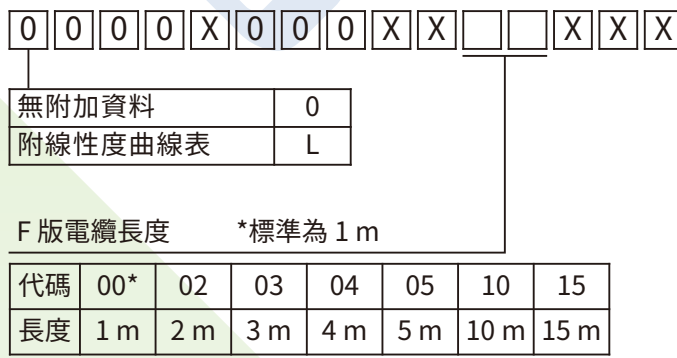 0 0 0 0 X 0 0 0 X X X X X
無附加資料 0
附線性度曲線表 L
F 版電纜長度 *標準為 1 m
代碼 00* 02 03 04 05 10 15
長度 1 m 2 m 3 m 4 m 5 m 10 m 15 m